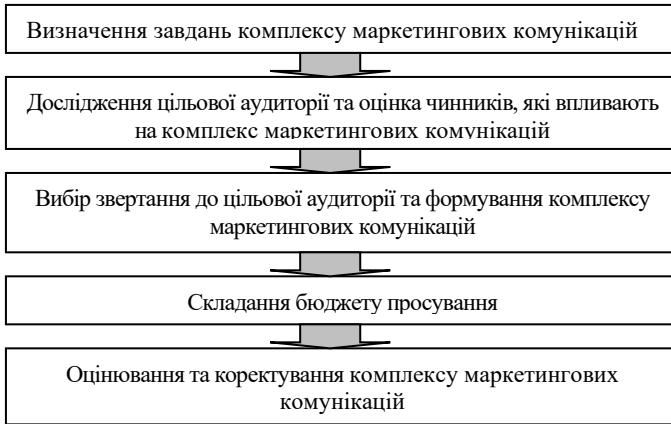 Визначення завдань комплексу маркетингових комунікацій
Дослідження цільової аудиторії та оцінка чинників, які впливають
на комплекс маркетингових комунікацій
Вибір звертання до цільової аудиторії та формування комплексу
маркетингових комунікацій
Складання бюджету просування
Оцінювання та коректування комплексу маркетингових
комунікацій